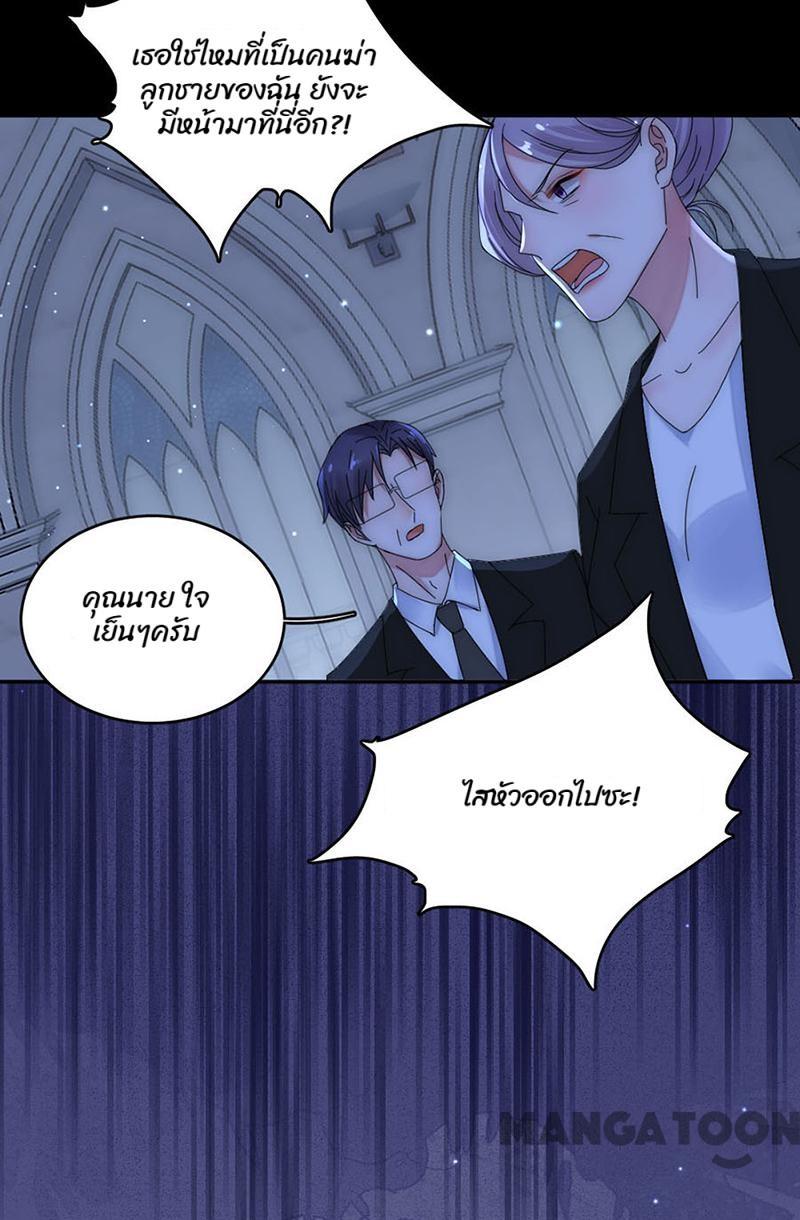 เธอใช่ไหมที่เป็นคนฆ่า
ลูกชายของฉัน ยังจะ
มีหน้ามาที่นี่อีก?!
คุณนาย ใจ
เย็นๆครับ
ไสหัวออกไปซะ!
MANGATOON